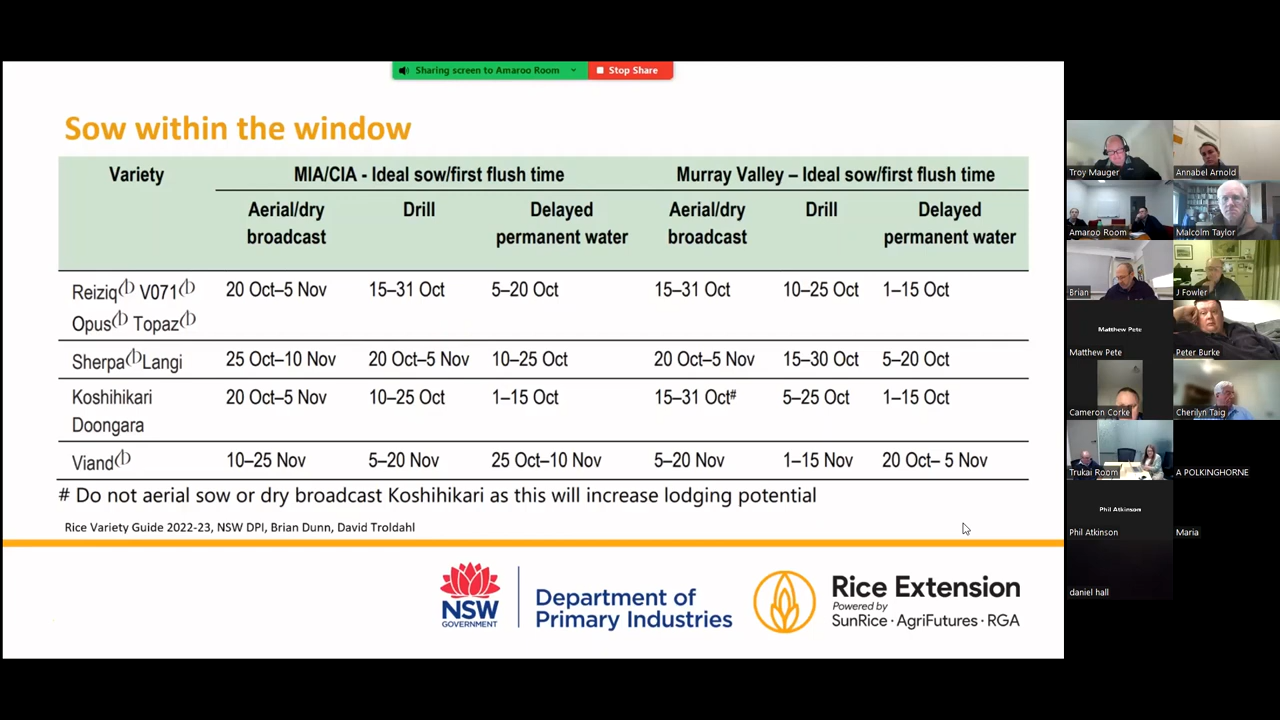 Sharing screen to Amaroo Room
Stop Share
Sow within the window
Variety
MIA/CIA - Ideal sow/first flush time
Murray Valley – Ideal sow/first flush time
Aerial/dry broadcast
Drill
Delayed permanent water
Aerial/dry broadcast
Drill
Delayed permanent water
Reiziq V071
Opus Topaz
20 Oct–5 Nov
15–31 Oct
5–20 Oct
15–31 Oct
10–25 Oct
1–15 Oct
Sherpa Langi
25 Oct–10 Nov
20 Oct–5 Nov
10–25 Oct
20 Oct–5 Nov
15–30 Oct
5–20 Oct
Koshihikari
Doongara
20 Oct–5 Nov
10–25 Oct
1–15 Oct
15–31 Oct#
5–25 Oct
1–15 Oct
Viand
10–25 Nov
5–20 Nov
25 Oct–10 Nov
5–20 Nov
1–15 Nov
20 Oct– 5 Nov
# Do not aerial sow or dry broadcast Koshihikari as this will increase lodging potential
Rice Variety Guide 2022-23, NSW DPI, Brian Dunn, David Troldahl
NSW
GOVERNMENT
Department of
Primary Industries
Rice Extension
Powered by
SunRice · AgriFutures · RGA
Troy Mauger
Annabel Arnold
Amaroo Room
Malcolm Taylor
Brian
J Fowler
Matthew Pete
Matthew Pete
Peter Burke
Cameron Corke
Cherilyn Taig
Trukai Room
A POLKINGHORNE
Phil Atkinson
Phil Atkinson
Maria
daniel hall